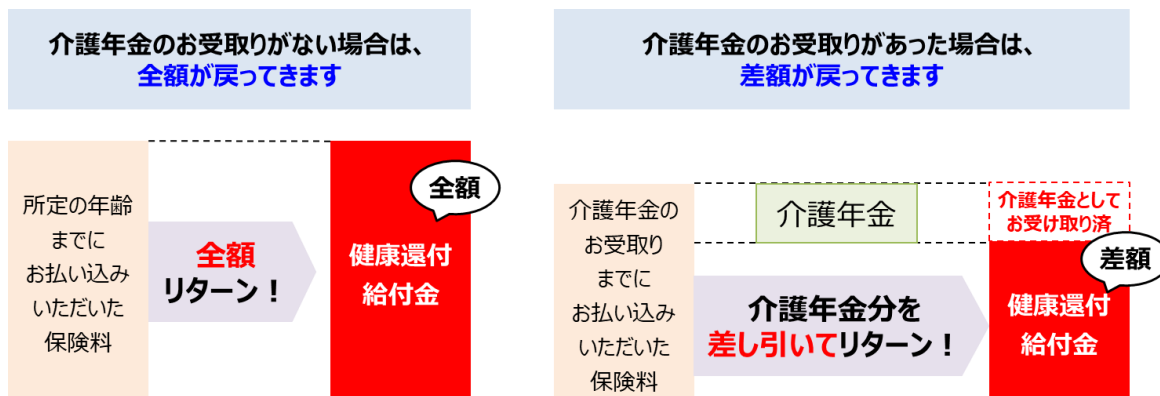 介護年金のお受取りがない場合は、
全額が戻ってきます
所定の年齢
までに
お払い込み
いただいた
保険料
全額
リターン！
全額
健康還付
給付金
介護年金のお受取りがあった場合は、
差額が戻ってきます
介護年金の
お受取り
までに
お払い込み
いただいた
保険料
介護年金
介護年金分を
差し引いてリターン！
介護年金として
お受け取り済
差額
健康還付
給付金